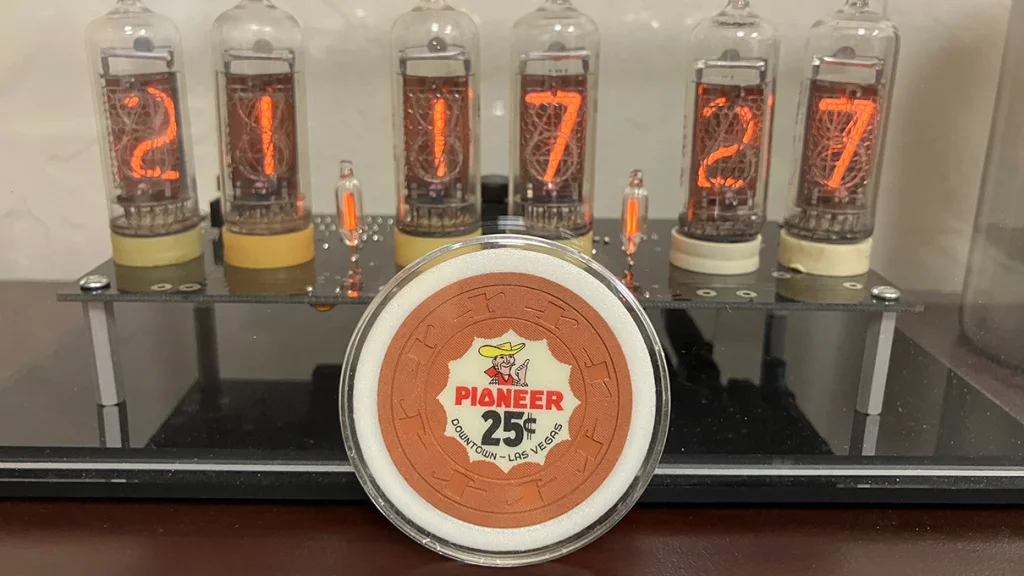 21 17 27
PIONEER
25¢
DOWNTOWN - LAS VEGAS